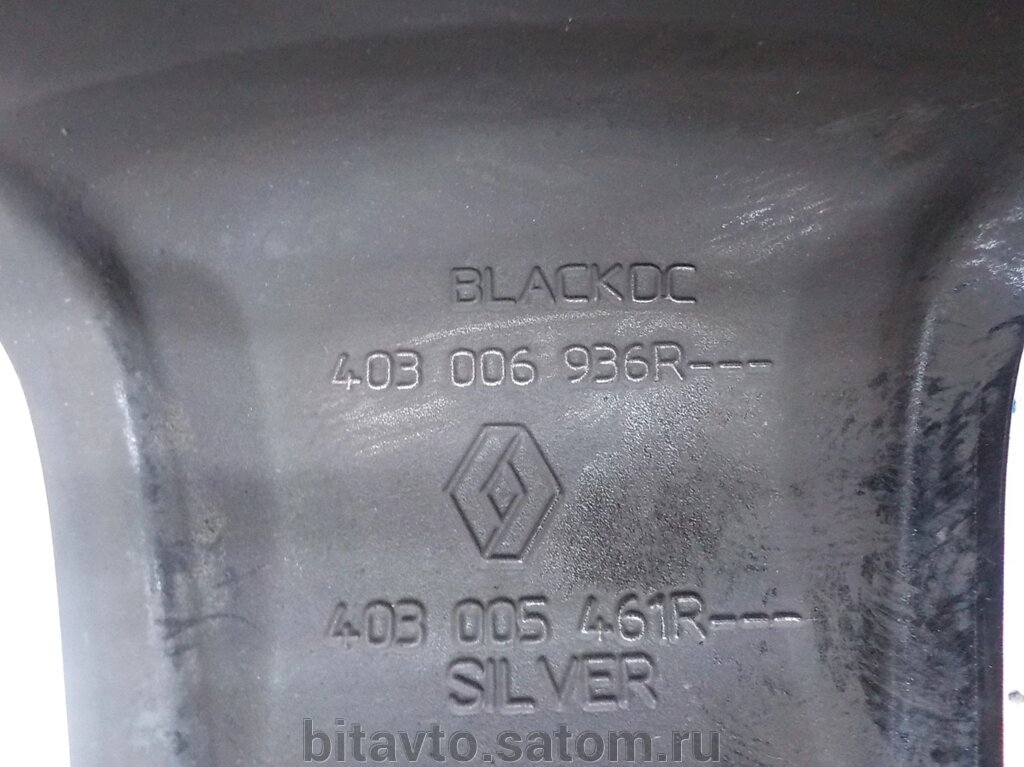 BLACKDC
403 006 936R---
403 005 461R---
SILVER
bitavto.satom.ru